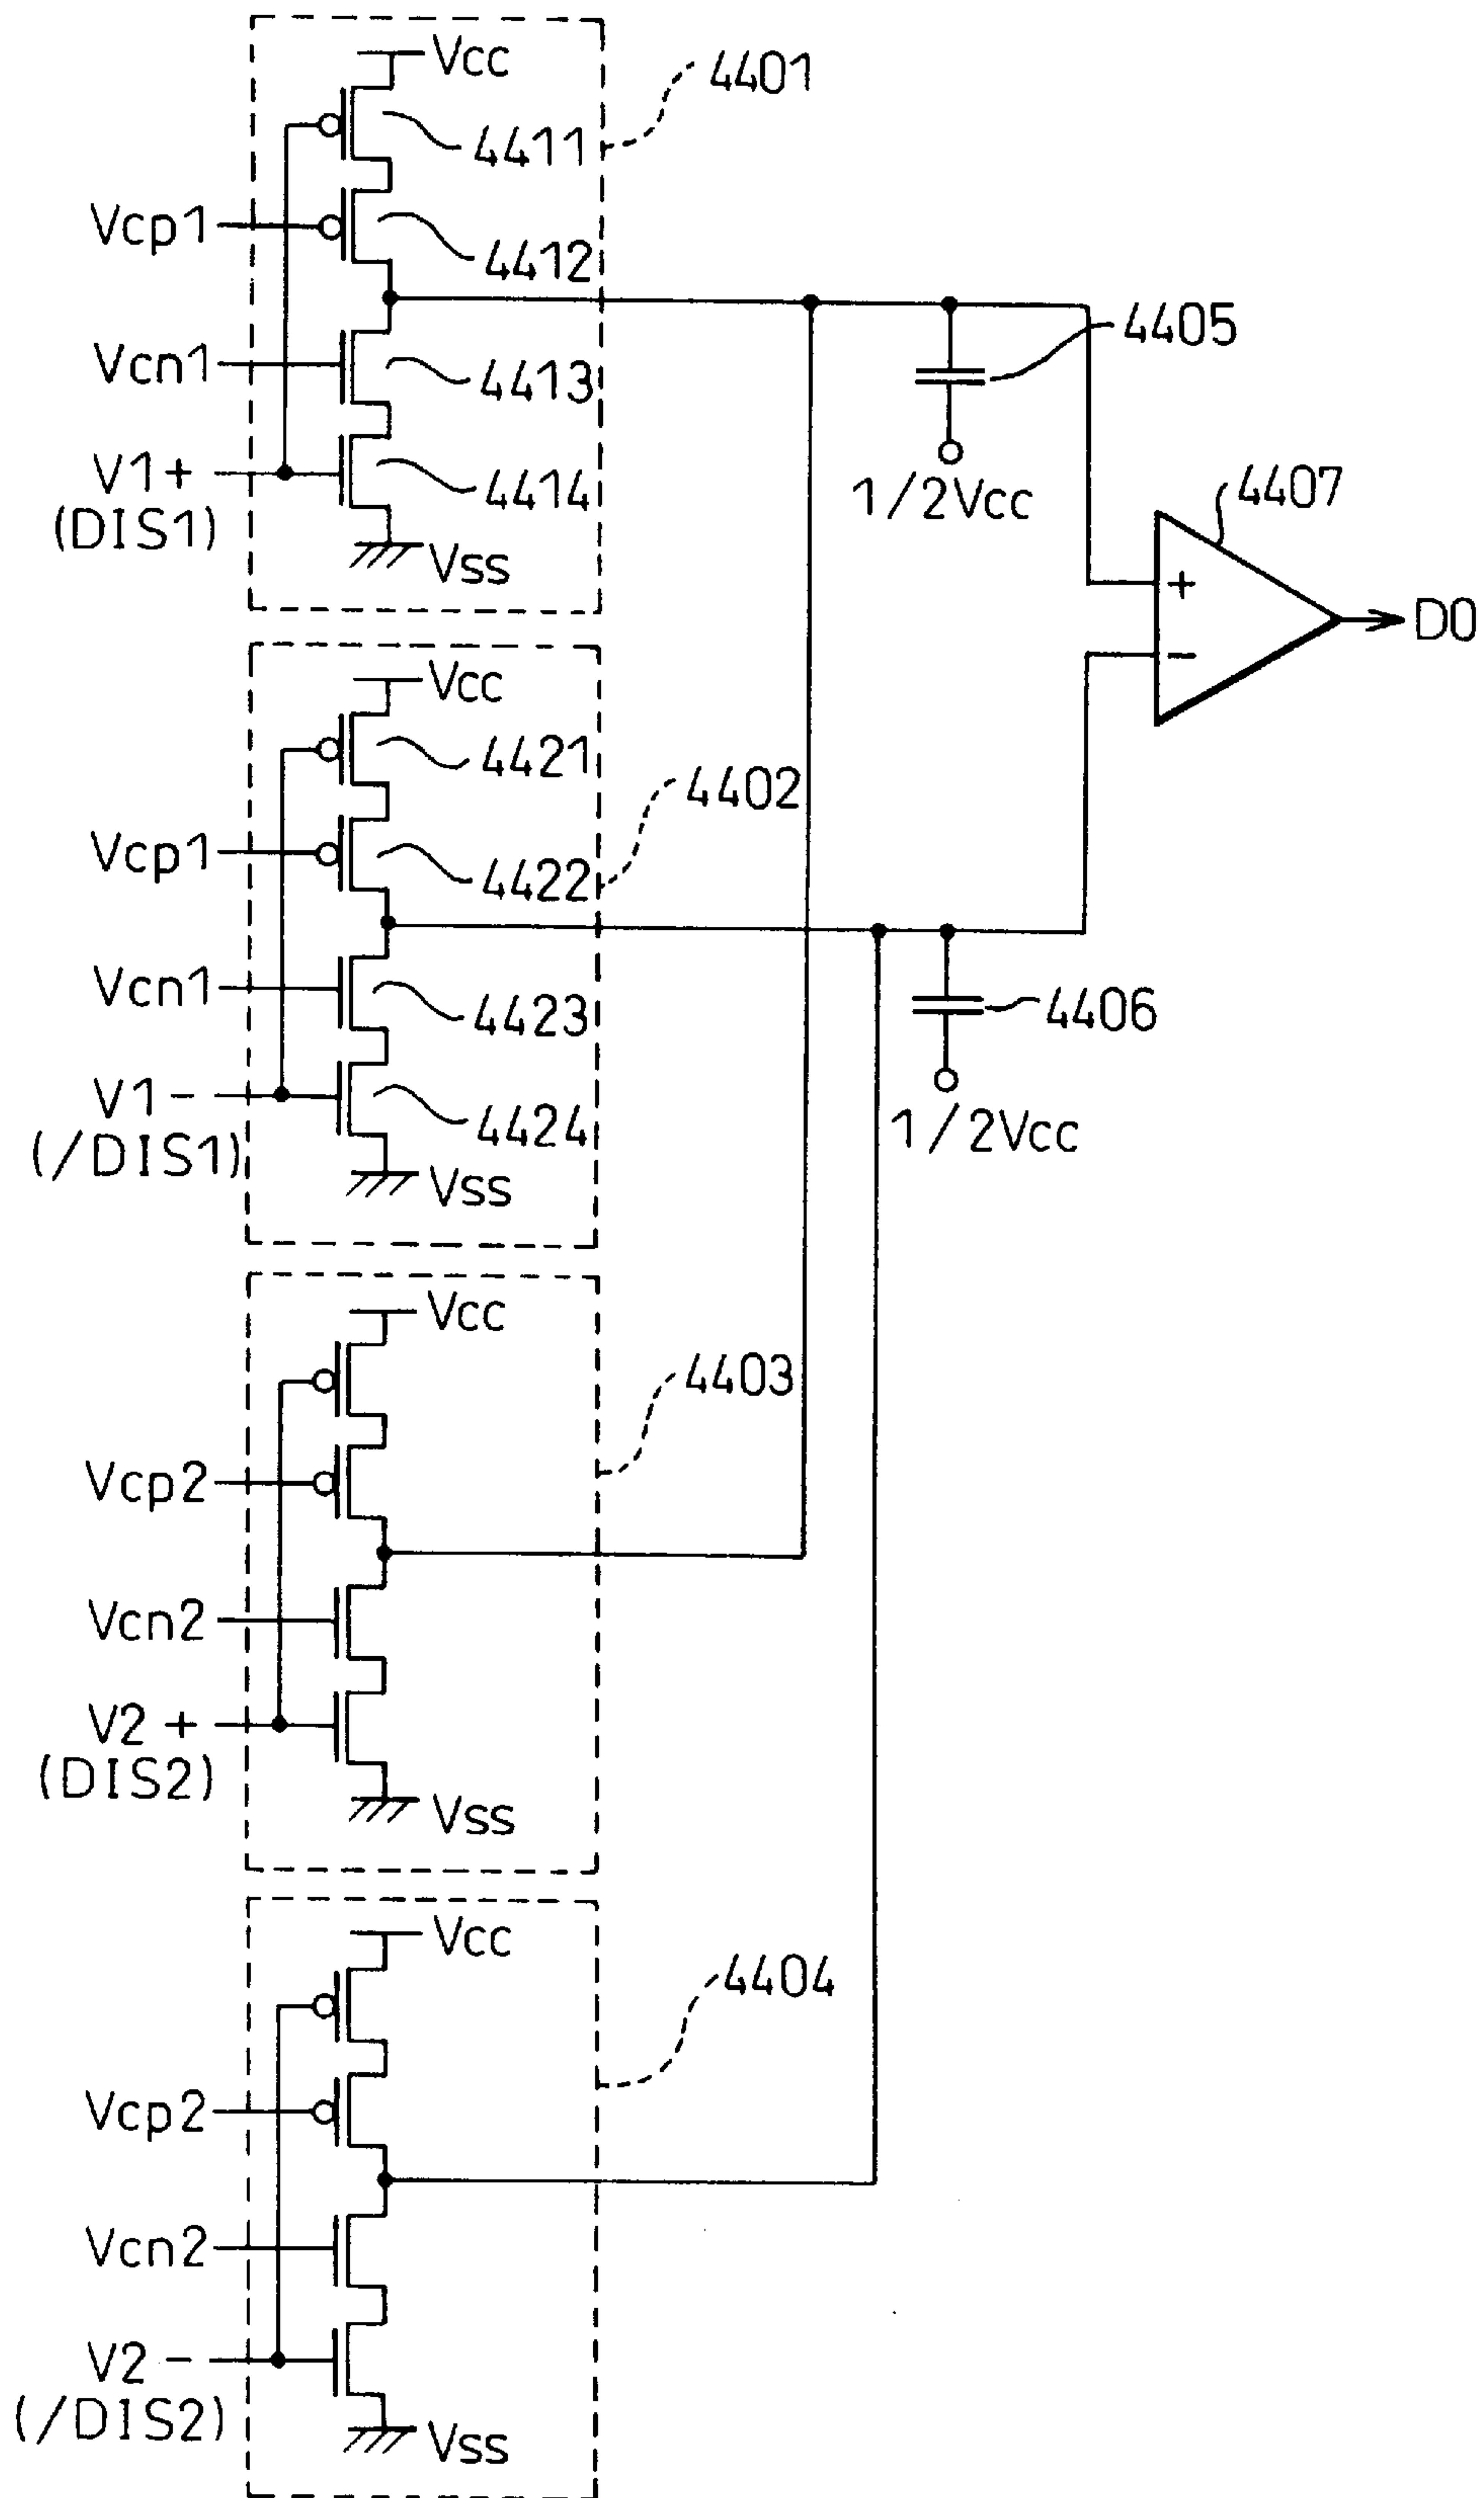 Vcc
4401
4411
Vcp1
4412
4405
Vcn1
4413
V1+
4414
1/2Vcc
4407
(DIS1)
Vss
+
D0
−
Vcc
4421
4402
Vcp1
4422
Vcn1
4423
4406
V1−
4424
1/2Vcc
(/DIS1)
Vss
Vcc
4403
Vcp2
Vcn2
V2+
(DIS2)
Vss
Vcc
4404
Vcp2
Vcn2
V2−
(/DIS2)
Vss